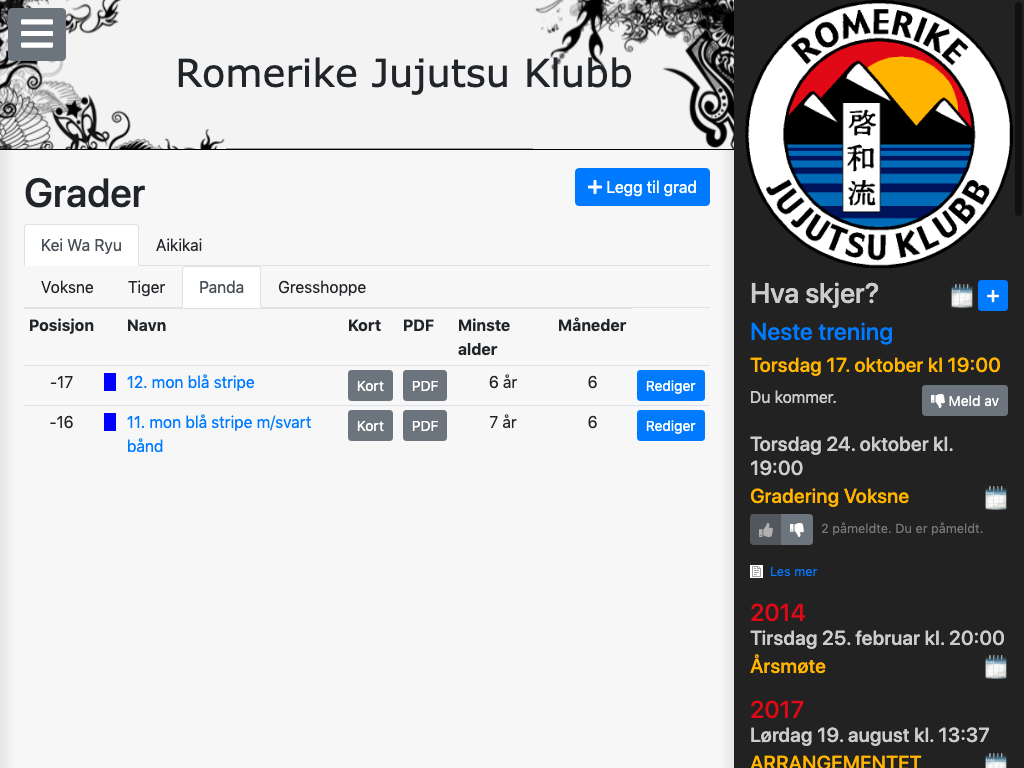 Romerike Jujutsu Klubb
Grader
Legg til grad
Kei Wa Ryu Aikikai
Voksne Tiger Panda Gresshoppe
Posisjon Navn Kort PDF Minste alder Måneder
-17 12. mon blå stripe Kort PDF 6 år 6 Rediger
-16 11. mon blå stripe m/svart bånd Kort PDF 7 år 6 Rediger
ROMERIKE
啓和流
JUJUTSU KLUBB
Hva skjer?
Neste trening
Torsdag 17. oktober kl 19:00
Du kommer.
Meld av
Torsdag 24. oktober kl.
19:00
Gradering Voksne
2 påmeldte. Du er påmeldt.
Les mer
2014
Tirsdag 25. februar kl. 20:00
Årsmøte
2017
Lørdag 19. august kl. 13:37
ARRANGEMENTET